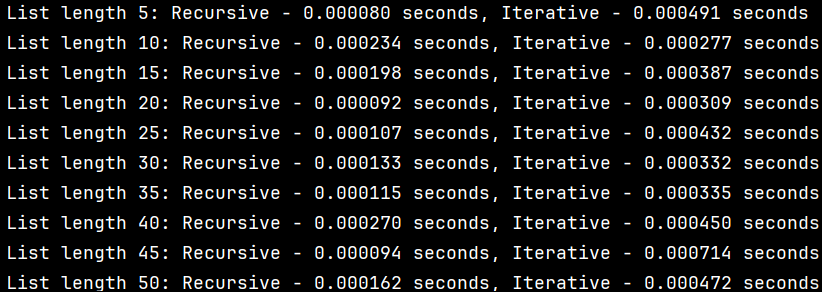 List length 5: Recursive - 0.000080 seconds, Iterative - 0.000491 seconds
List length 10: Recursive - 0.000234 seconds, Iterative - 0.000277 seconds
List length 15: Recursive - 0.000198 seconds, Iterative - 0.000387 seconds
List length 20: Recursive - 0.000092 seconds, Iterative - 0.000309 seconds
List length 25: Recursive - 0.000107 seconds, Iterative - 0.000432 seconds
List length 30: Recursive - 0.000133 seconds, Iterative - 0.000332 seconds
List length 35: Recursive - 0.000115 seconds, Iterative - 0.000335 seconds
List length 40: Recursive - 0.000270 seconds, Iterative - 0.000450 seconds
List length 45: Recursive - 0.000094 seconds, Iterative - 0.000714 seconds
List length 50: Recursive - 0.000162 seconds, Iterative - 0.000472 seconds